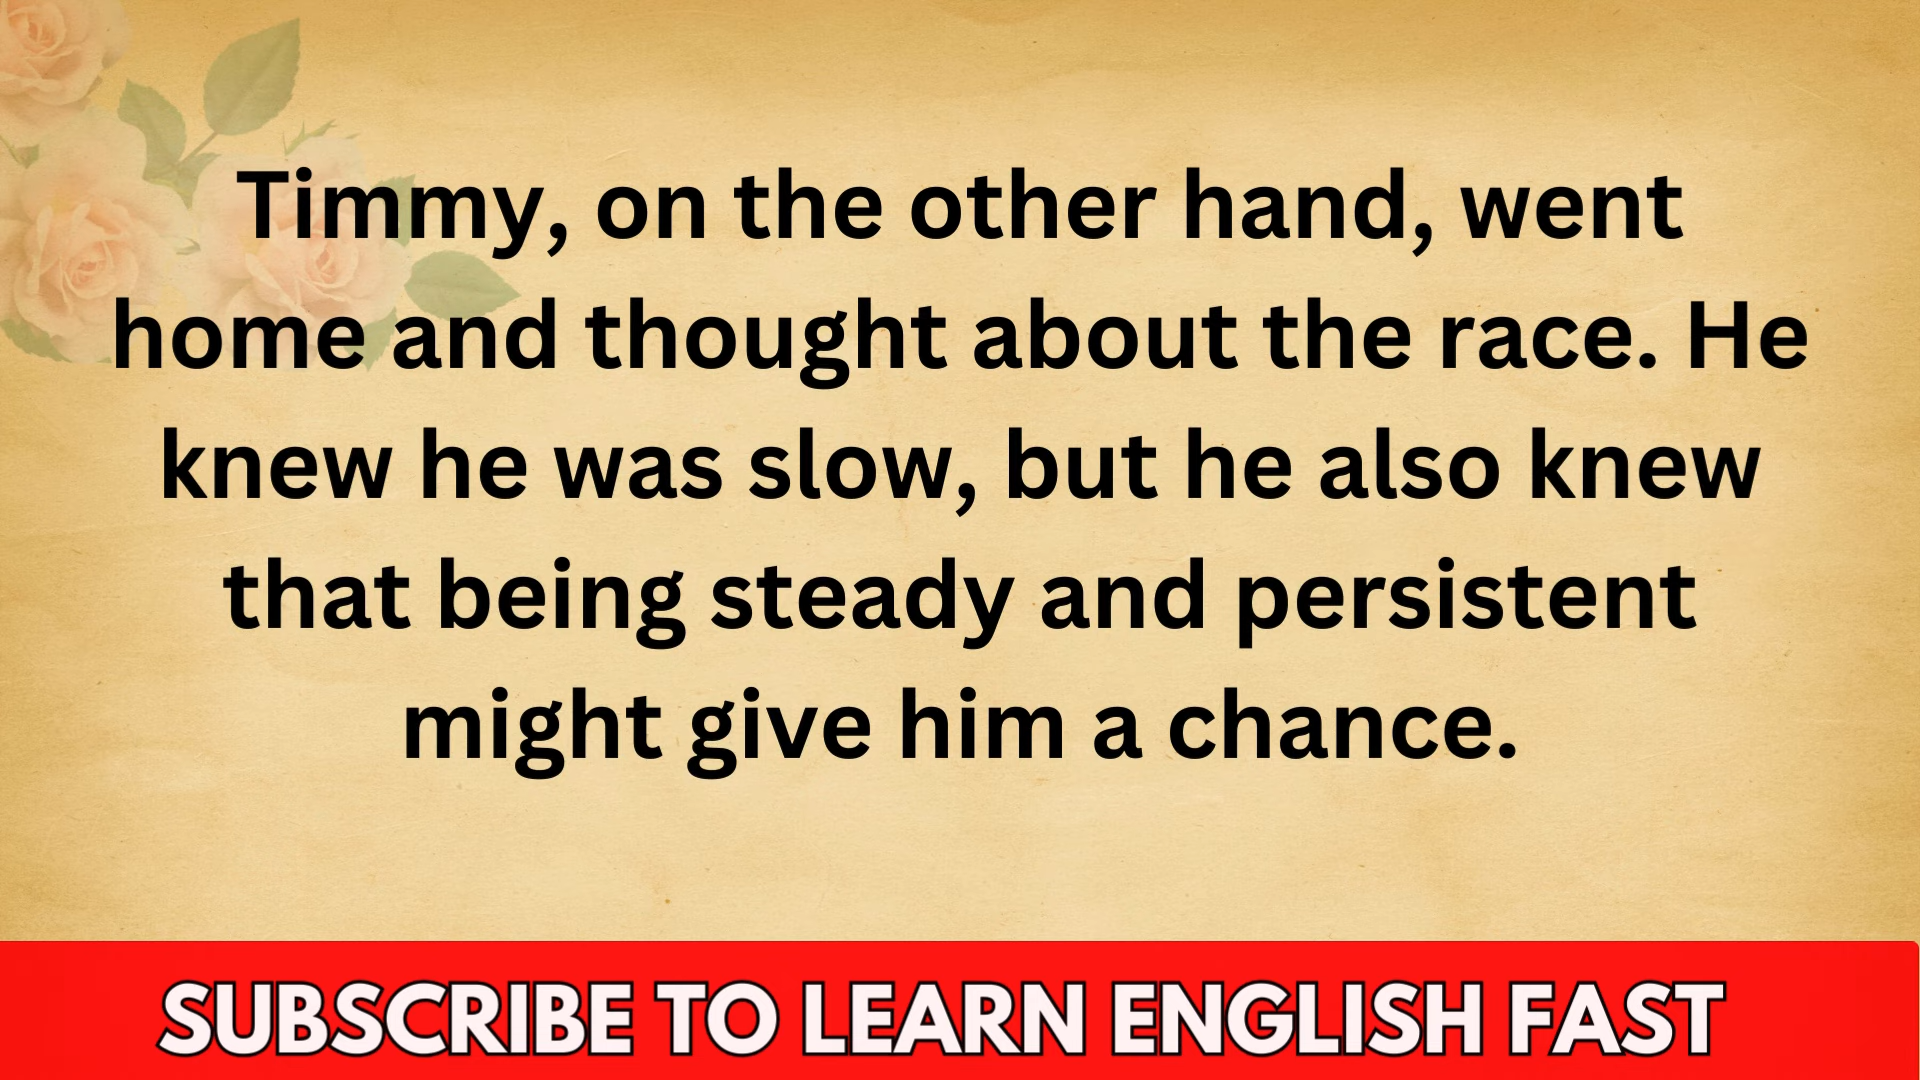 Timmy, on the other hand, went
home and thought about the race. He
knew he was slow, but he also knew
that being steady and persistent
might give him a chance.
SUBSCRIBE TO LEARN ENGLISH FAST